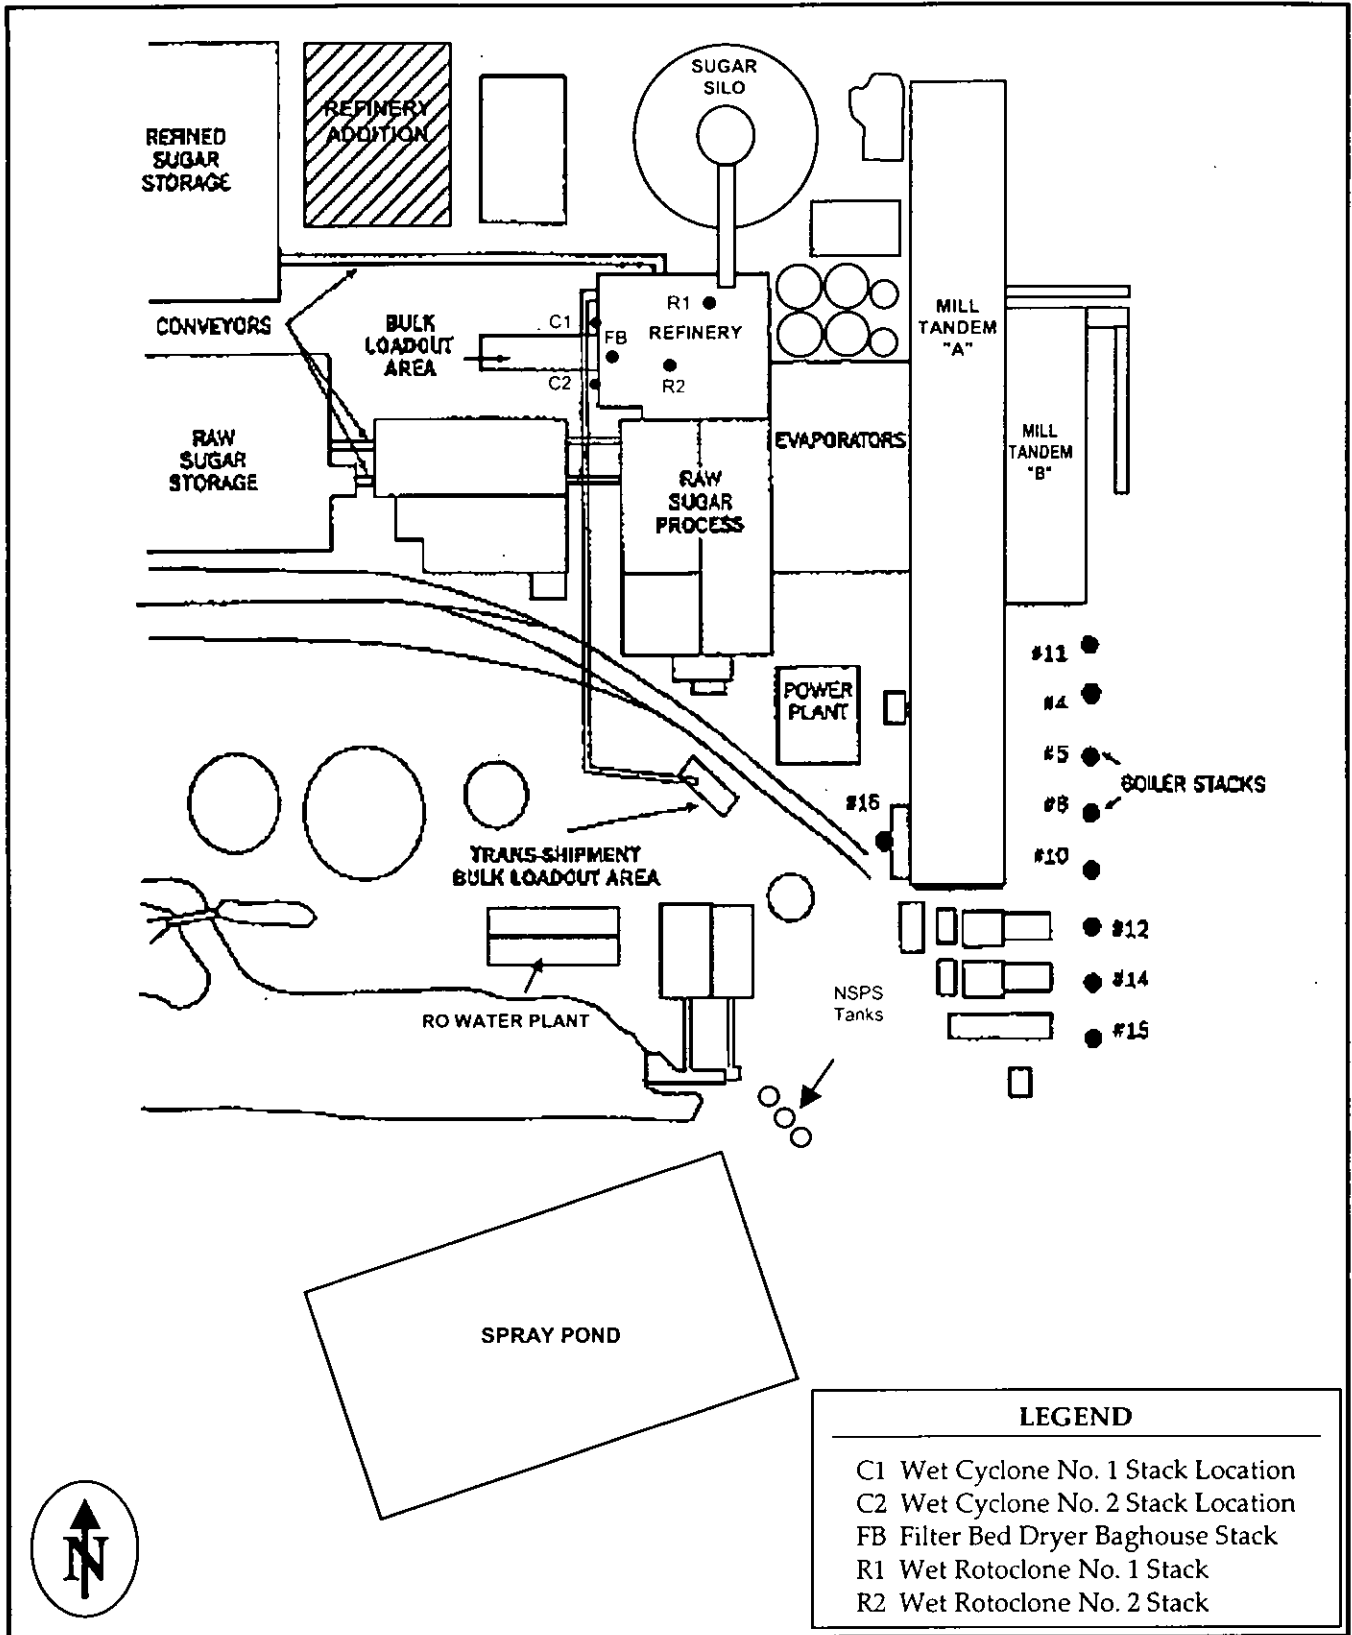 SUGAR
SILO
REFINERY
ADDITION
REFINED
SUGAR
STORAGE
R1
REFINERY
C1
FB
C2
R2
CONVEYORS
BULK
LOADOUT
AREA
MILL
TANDEM
"A"
MILL
TANDEM
"B"
RAW
SUGAR
STORAGE
EVAPORATORS
RAW
SUGAR
PROCESS
POWER
PLANT
#11
#4
#5
#8
BOILER STACKS
#10
#16
TRANS-SHIPMENT
BULK LOADOUT AREA
#12
#14
#15
RO WATER PLANT
NSPS
Tanks
SPRAY POND
N
LEGEND
C1 Wet Cyclone No. 1 Stack Location
C2 Wet Cyclone No. 2 Stack Location
FB Filter Bed Dryer Baghouse Stack
R1 Wet Rotoclone No. 1 Stack
R2 Wet Rotoclone No. 2 Stack